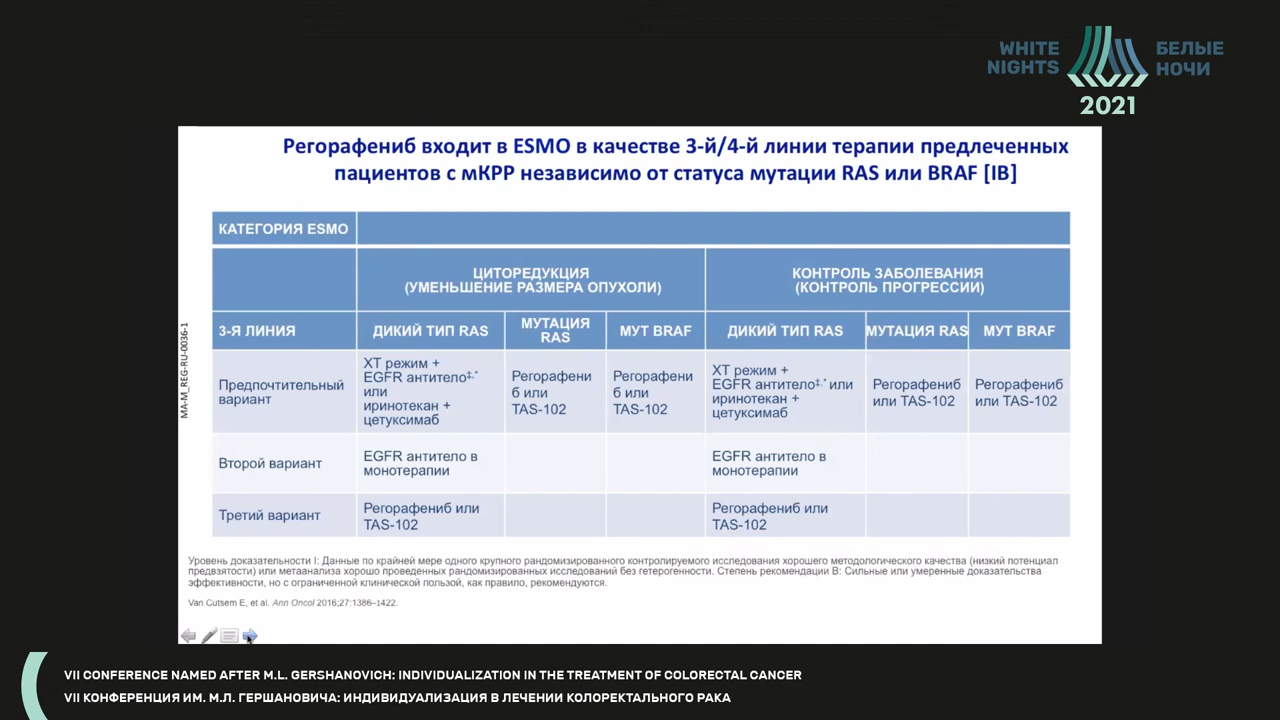 WHITE NIGHTS
БЕЛЫЕ НОЧИ
2021
Регорафениб входит в ESMO в качестве 3-й/4-й линии терапии предлеченных
пациентов с мКРР независимо от статуса мутации RAS или BRAF [IB]
КАТЕГОРИЯ ESMO
ЦИТОРЕДУКЦИЯ
(УМЕНЬШЕНИЕ РАЗМЕРА ОПУХОЛИ)
КОНТРОЛЬ ЗАБОЛЕВАНИЯ
(КОНТРОЛЬ ПРОГРЕССИИ)
3-Я ЛИНИЯ
ДИКИЙ ТИП RAS
МУТАЦИЯ
RAS
МУТ BRAF
ДИКИЙ ТИП RAS
МУТАЦИЯ RAS
МУТ BRAF
Предпочтительный
вариант
ХТ режим +
EGFR антитело‡,*
или
иринотекан +
цетуксимаб
Регорафени
б или
TAS-102
Регорафени
б или
TAS-102
ХТ режим +
EGFR антитело‡,* или
иринотекан +
цетуксимаб
Регорафениб
или TAS-102
Регорафениб
или TAS-102
Второй вариант
EGFR антитело в
монотерапии
EGFR антитело в
монотерапии
Третий вариант
Регорафениб или
TAS-102
Регорафениб или
TAS-102
MA-M_REG-RU-0036-1
Уровень доказательности I: Данные по крайней мере одного крупного рандомизированного контролируемого исследования хорошего методологического качества (низкий потенциал
предвзятости) или метаанализа хорошо проведенных рандомизированных исследований без гетерогенности. Степень рекомендации B: Сильные или умеренные доказательства
эффективности, но с ограниченной клинической пользой, как правило, рекомендуются.
Van Cutsem E, et al. Ann Oncol 2016;27:1386–1422.
VII CONFERENCE NAMED AFTER M.L. GERSHANOVICH: INDIVIDUALIZATION IN THE TREATMENT OF COLORECTAL CANCER
VII КОНФЕРЕНЦИЯ ИМ. М.Л. ГЕРШАНОВИЧА: ИНДИВИДУАЛИЗАЦИЯ В ЛЕЧЕНИИ КОЛОРЕКТАЛЬНОГО РАКА